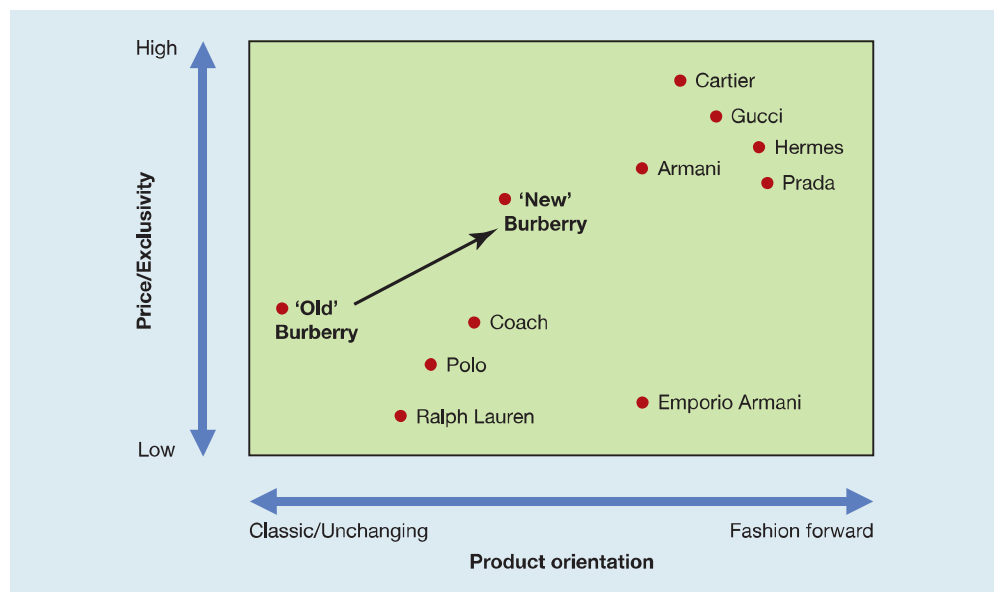 High
Cartier
Gucci
Hermes
Armani
Prada
‘New’
Burberry
Price/Exclusivity
‘Old’
Burberry
Coach
Polo
Emporio Armani
Ralph Lauren
Low
Classic/Unchanging
Fashion forward
Product orientation